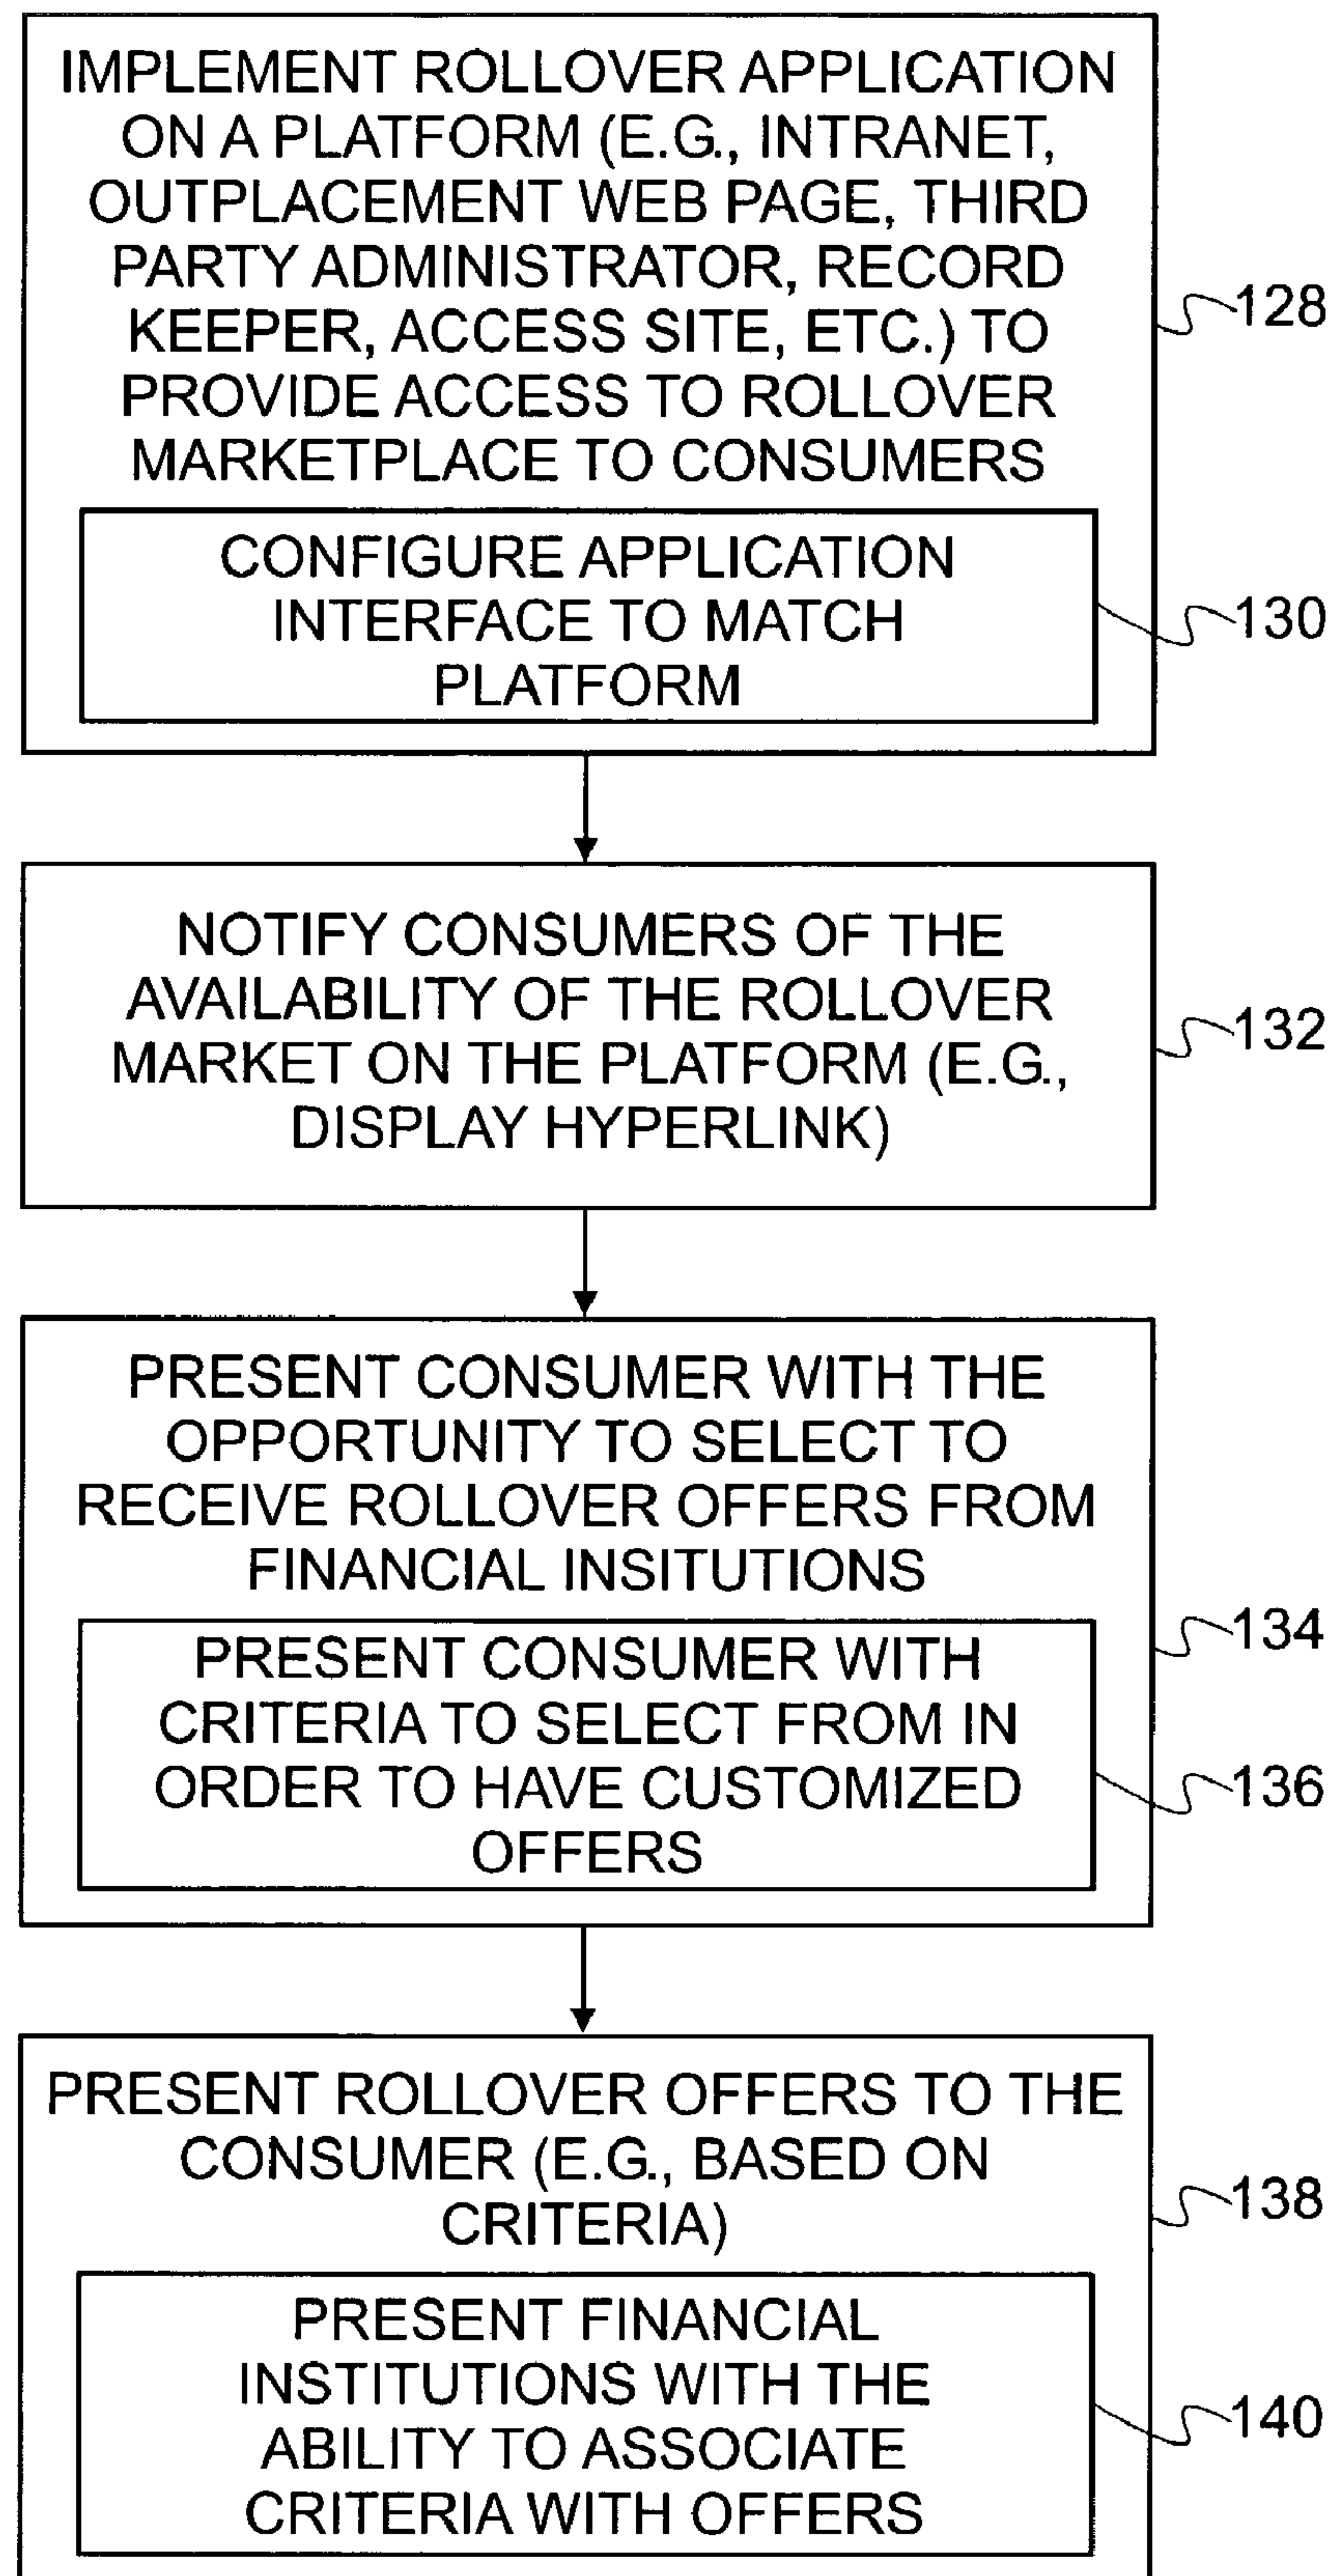 IMPLEMENT ROLLOVER APPLICATION
ON A PLATFORM (E.G., INTRANET,
OUTPLACEMENT WEB PAGE, THIRD
PARTY ADMINISTRATOR, RECORD
KEEPER, ACCESS SITE, ETC.) TO
PROVIDE ACCESS TO ROLLOVER
MARKETPLACE TO CONSUMERS
128
CONFIGURE APPLICATION
INTERFACE TO MATCH
PLATFORM
130
NOTIFY CONSUMERS OF THE
AVAILABILITY OF THE ROLLOVER
MARKET ON THE PLATFORM (E.G.,
DISPLAY HYPERLINK)
132
PRESENT CONSUMER WITH THE
OPPORTUNITY TO SELECT TO
RECEIVE ROLLOVER OFFERS FROM
FINANCIAL INSITUTIONS
134
PRESENT CONSUMER WITH
CRITERIA TO SELECT FROM IN
ORDER TO HAVE CUSTOMIZED
OFFERS
136
PRESENT ROLLOVER OFFERS TO THE
CONSUMER (E.G., BASED ON
CRITERIA)
138
PRESENT FINANCIAL
INSTITUTIONS WITH THE
ABILITY TO ASSOCIATE
CRITERIA WITH OFFERS
140